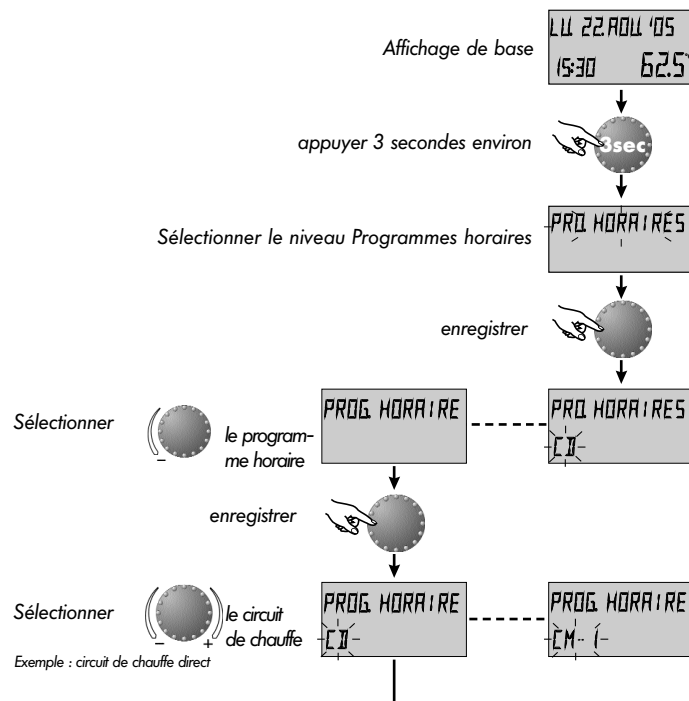 LU. 22.AOU. '05
Affichage de base
15:30 62.5°
appuyer 3 secondes environ
3sec
PRO. HORAIRES
Sélectionner le niveau Programmes horaires
enregistrer
PROG. HORAIRE
PRO. HORAIRES
Sélectionner
le program-
me horaire
−
CD
enregistrer
PROG. HORAIRE
PROG. HORAIRE
Sélectionner
le circuit
de chauffe
− +
CD
CM-1
Exemple : circuit de chauffe direct